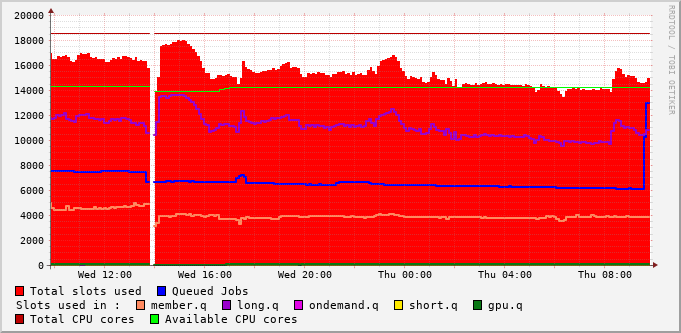 20000
18000
16000
14000
12000
10000
8000
6000
4000
2000
0
Wed 12:00 Wed 16:00 Wed 20:00 Thu 00:00 Thu 04:00 Thu 08:00
Total slots used Queued Jobs
Slots used in : member.q long.q ondemand.q short.q gpu.q
Total CPU cores Available CPU cores
RRDTOOL / TOBI OETIKER